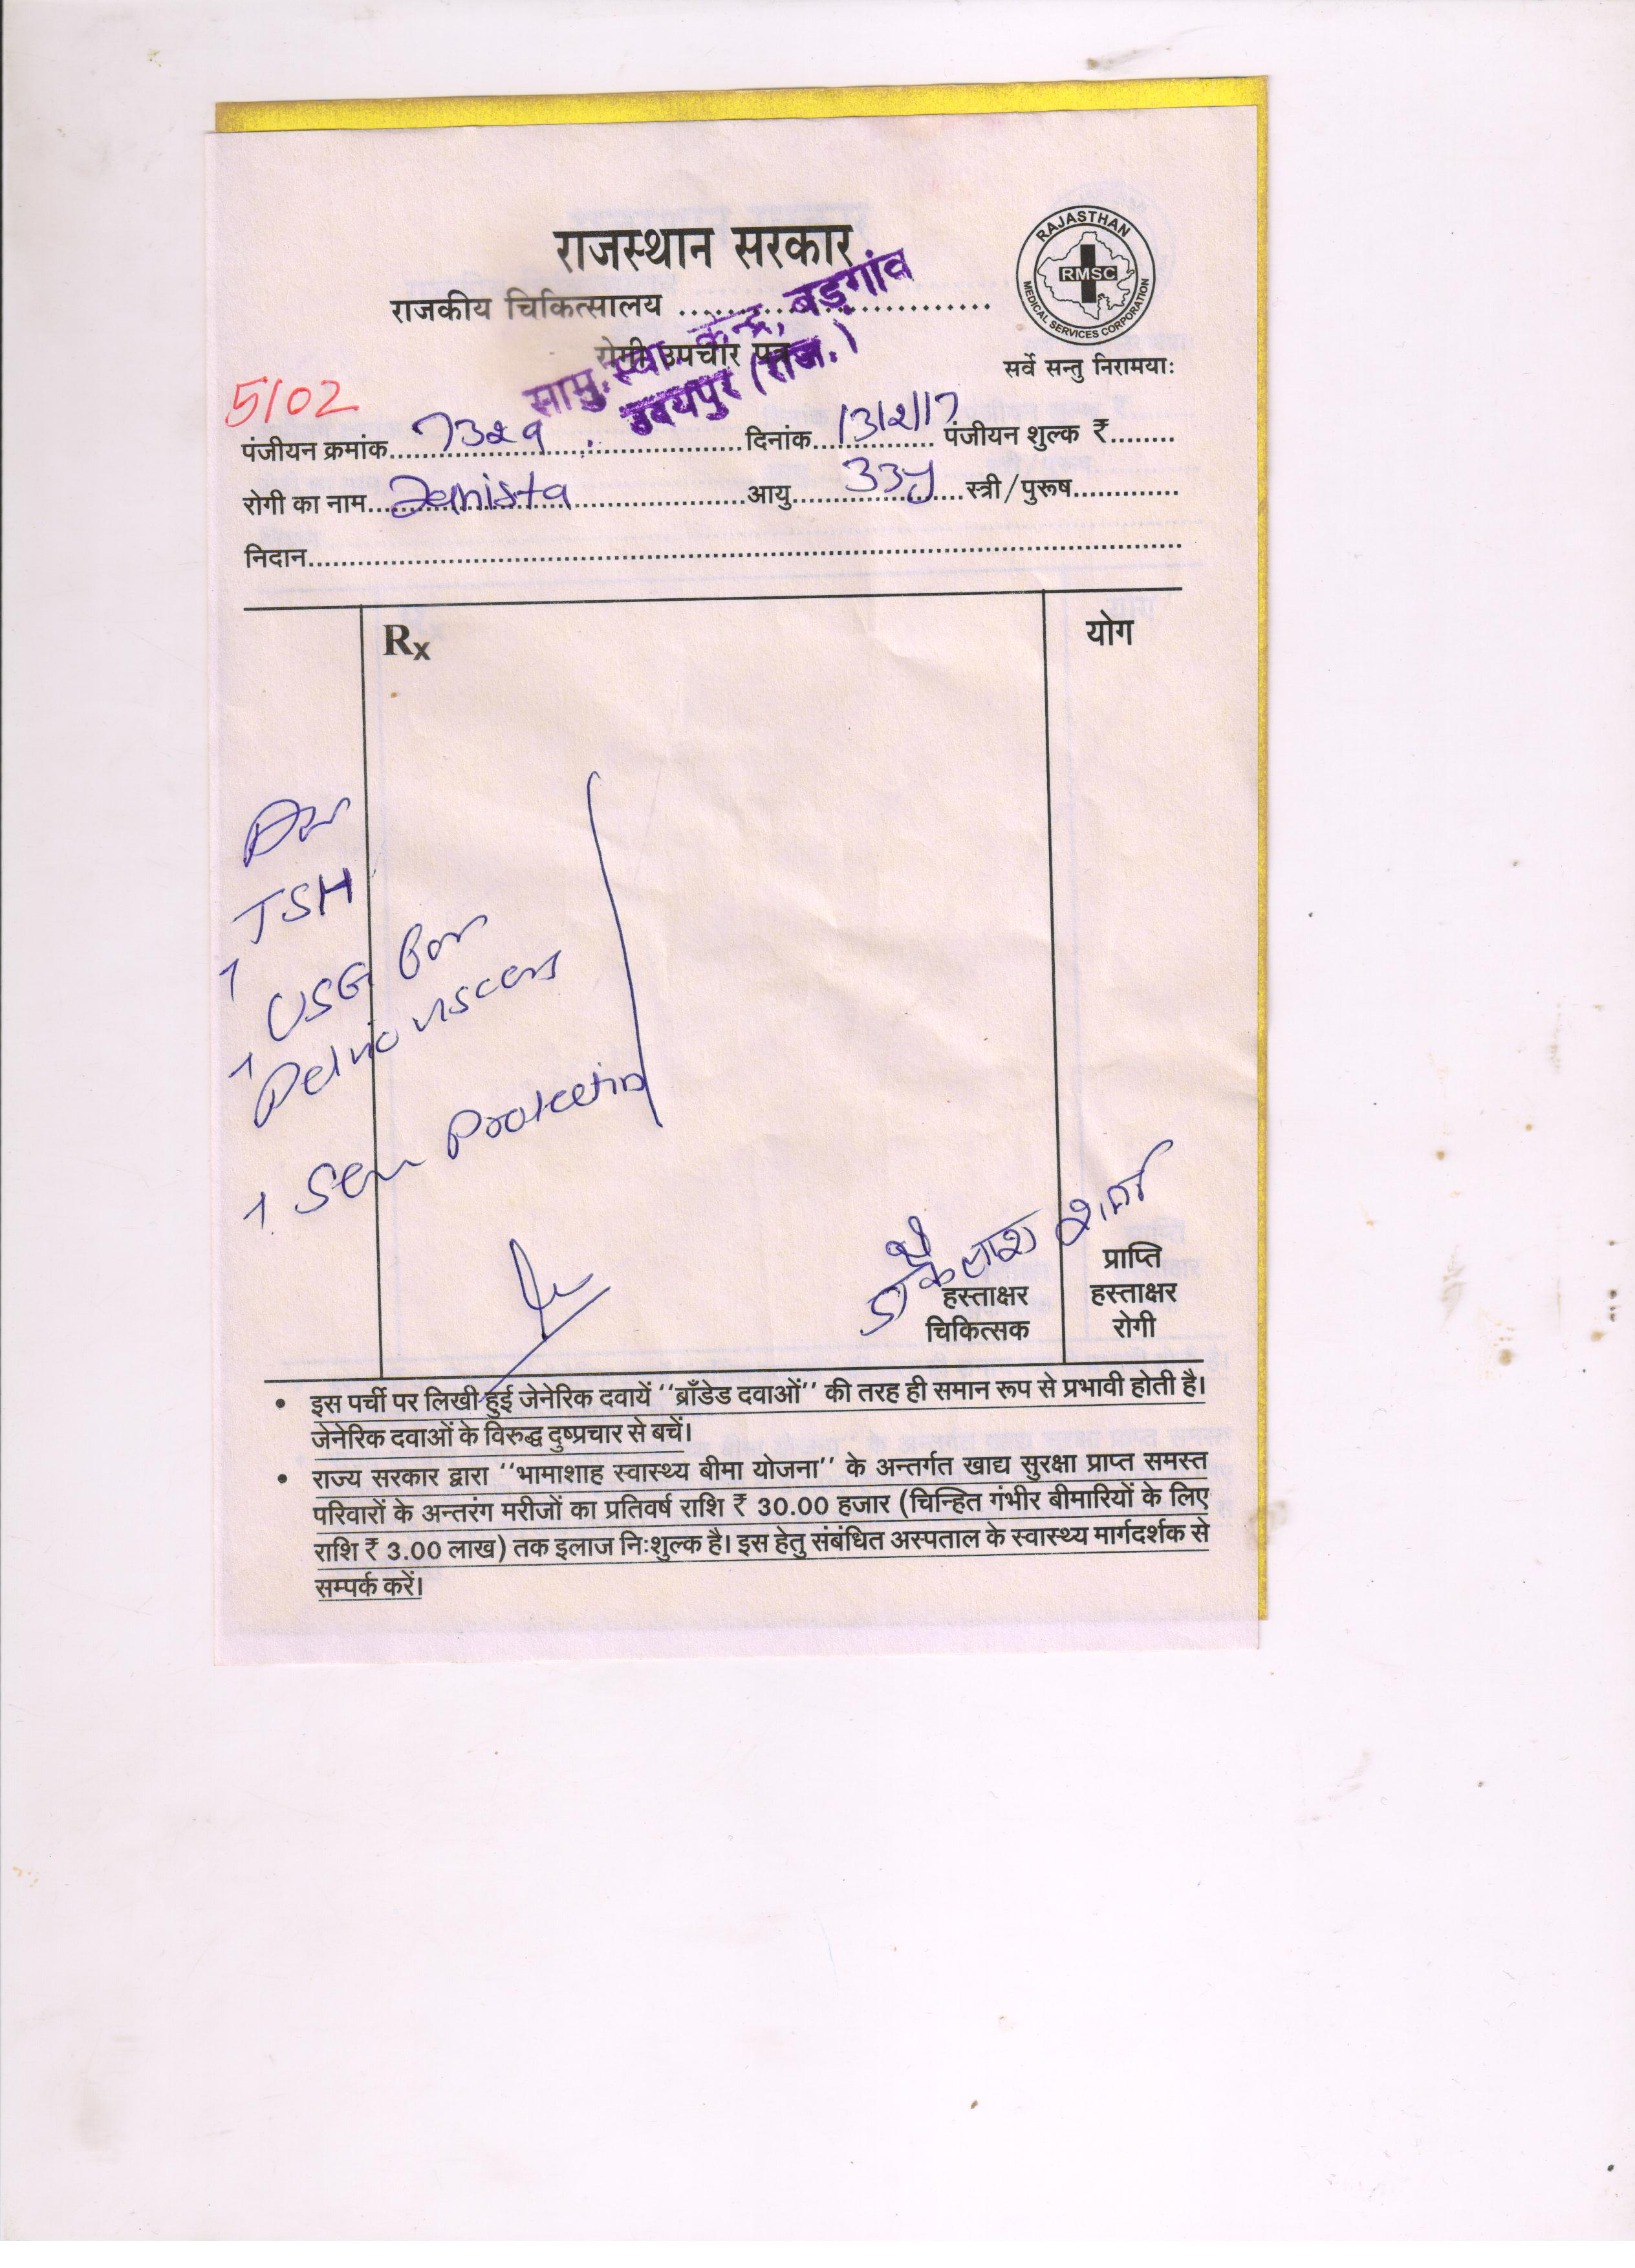 राजस्थान सरकार
राजकीय चिकित्सालय ..............................
सामु. स्वा. केन्द्र, बड़गांव
उदयपुर (राज.)
रोगी उपचार पत्र
RAJASTHAN
RMSC
MEDICAL SERVICES CORPORATION
सर्वे सन्तु निरामयाः
5102
पंजीयन क्रमांक 7329 दिनांक 13/2/17 पंजीयन शुल्क ₹........
रोगी का नाम आयु 33y स्त्री/पुरूष.............
निदान....................
Rx
योग
TSH
USG for
Pelvic viscera
Prolactin
डॉ कैलाश शर्मा
हस्ताक्षर
चिकित्सक
प्राप्ति
हस्ताक्षर
रोगी
• इस पर्ची पर लिखी हुई जेनेरिक दवायें ‘‘ब्राँडेड दवाओं’’ की तरह ही समान रूप से प्रभावी होती है।
जेनेरिक दवाओं के विरुद्ध दुष्प्रचार से बचें।
• राज्य सरकार द्वारा ‘‘भामाशाह स्वास्थ्य बीमा योजना’’ के अन्तर्गत खाद्य सुरक्षा प्राप्त समस्त
परिवारों के अन्तरंग मरीजों का प्रतिवर्ष राशि ₹ 30.00 हजार (चिन्हित गंभीर बीमारियों के लिए
राशि ₹ 3.00 लाख) तक इलाज निःशुल्क है। इस हेतु संबंधित अस्पताल के स्वास्थ्य मार्गदर्शक से
सम्पर्क करें।